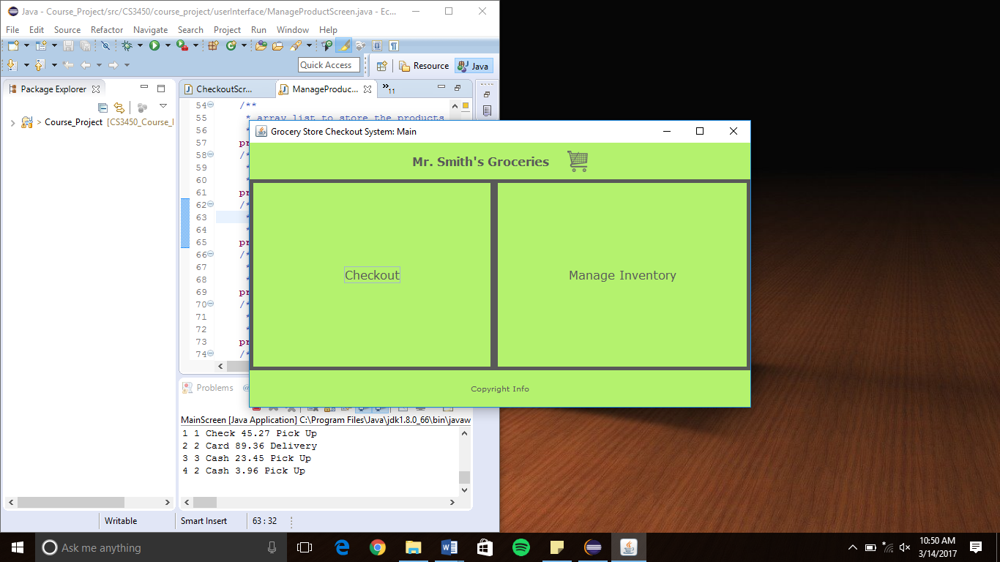 Java - Course_Project/src/CS3450/course_project/userInterface/ManageProductScreen.java - Ec...
File Edit Source Refactor Navigate Search Project Run Window Help
Quick Access
Resource
Java
Package Explorer
CheckoutScr...
ManageProduc...
11
> Course_Project [CS3450_Course_
54 /**
55 * array list to store the products
56 *
57 pr
58 /*
59 *
60 *
61 pr
62 /*
63 *
64 *
65 pr
66 /*
67 *
68 *
69 pr
70 /*
71 *
72 *
73 pr
74 /*
Grocery Store Checkout System: Main
Mr. Smith's Groceries
Checkout
Manage Inventory
Copyright Info
Problems @
MainScreen [Java Application] C:\Program Files\Java\jdk1.8.0_66\bin\javaw
1 1 Check 45.27 Pick Up
2 2 Card 89.36 Delivery
3 3 Cash 23.45 Pick Up
4 2 Cash 3.96 Pick Up
Writable
Smart Insert
63 : 32
Ask me anything
10:50 AM
3/14/2017